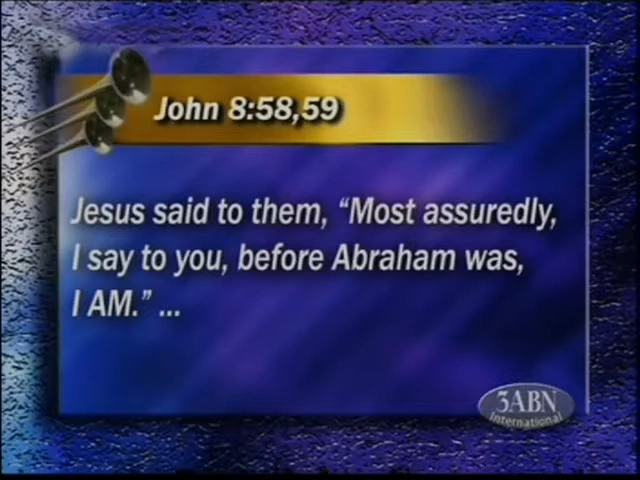 John 8:58,59
Jesus said to them, “Most assuredly,
I say to you, before Abraham was,
I AM.” ...
3ABN
International